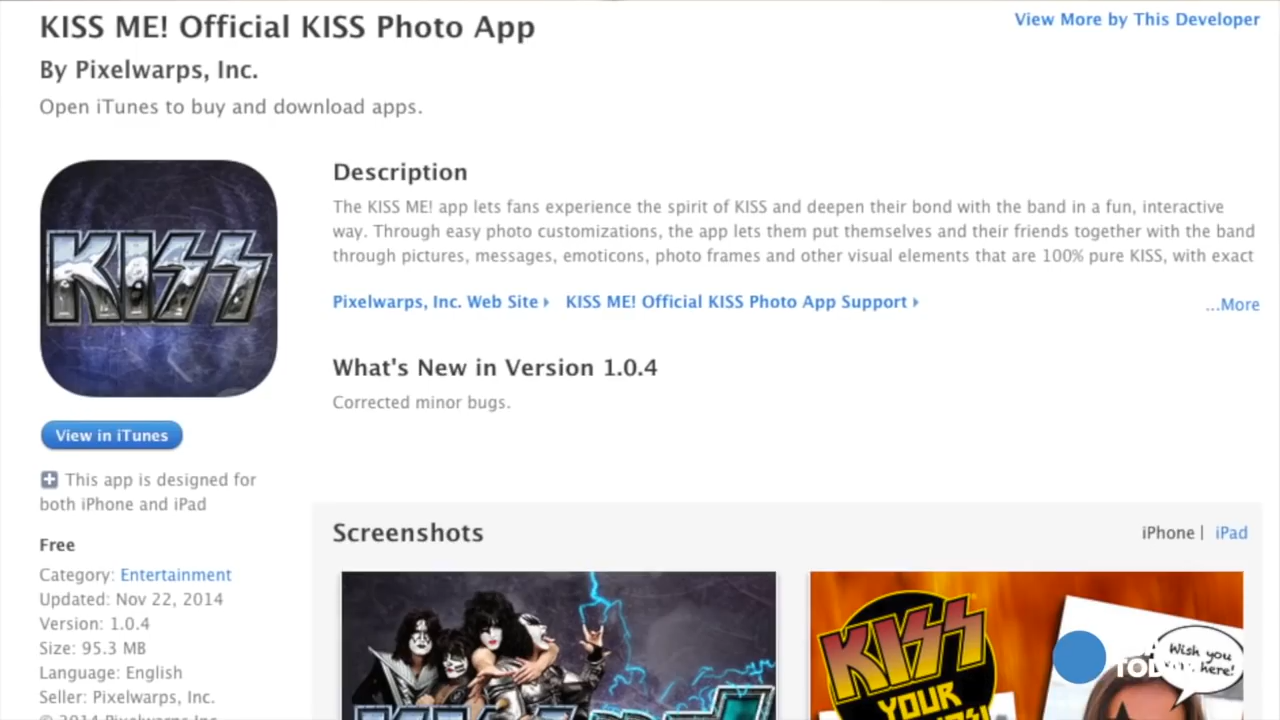 KISS ME! Official KISS Photo App
View More by This Developer
By Pixelwarps, Inc.
Open iTunes to buy and download apps.
KISS
Description
The KISS ME! app lets fans experience the spirit of KISS and deepen their bond with the band in a fun, interactive
way. Through easy photo customizations, the app lets them put themselves and their friends together with the band
through pictures, messages, emoticons, photo frames and other visual elements that are 100% pure KISS, with exact
Pixelwarps, Inc. Web Site
KISS ME! Official KISS Photo App Support
...More
What's New in Version 1.0.4
Corrected minor bugs.
View in iTunes
This app is designed for
both iPhone and iPad
Free
Category: Entertainment
Updated: Nov 22, 2014
Version: 1.0.4
Size: 95.3 MB
Language: English
Seller: Pixelwarps, Inc.
Screenshots
iPhone |
iPad
KISS
KISS
YOUR
Wish you
here!